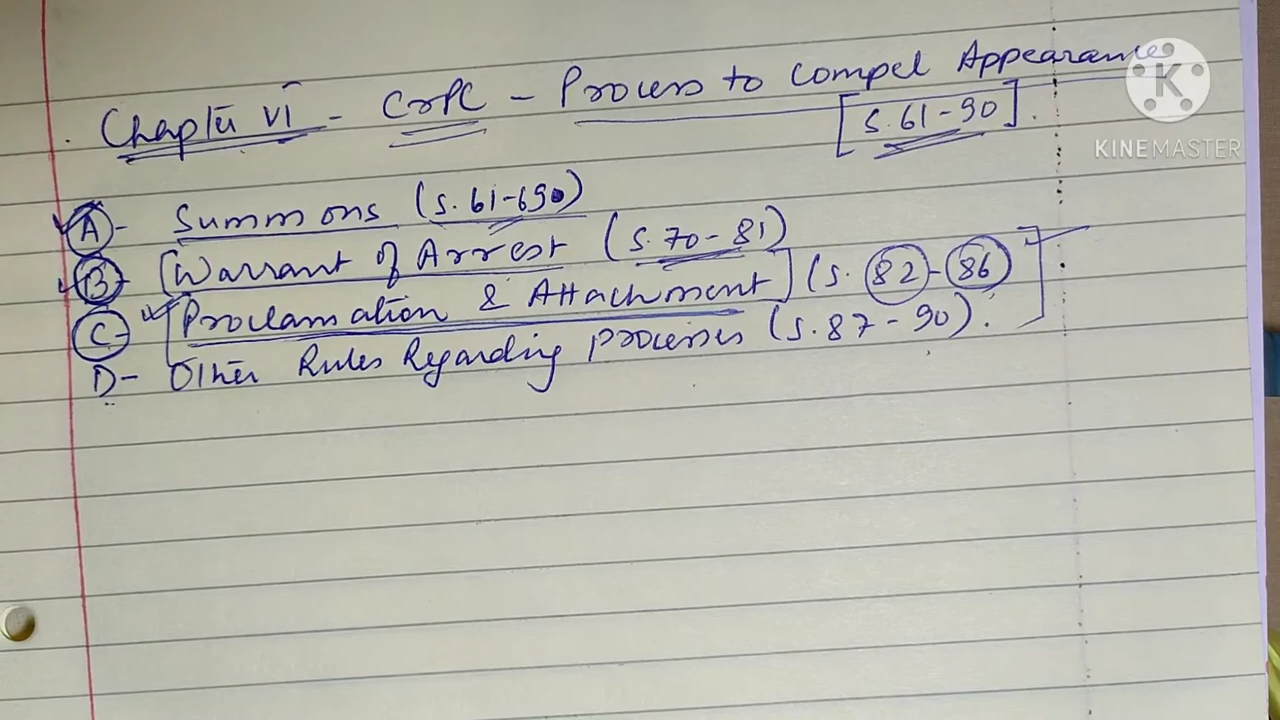 Chapter VI - CrPC - Process to Compel Appearance
[S. 61-90].
A- Summons (S. 61-69)
B- [Warrant of Arrest (S. 70-81)
C- [Proclamation & Attachment] (S. 82-86)]
D- Other Rules Regarding processes (S. 87-90).
K
KINEMASTER